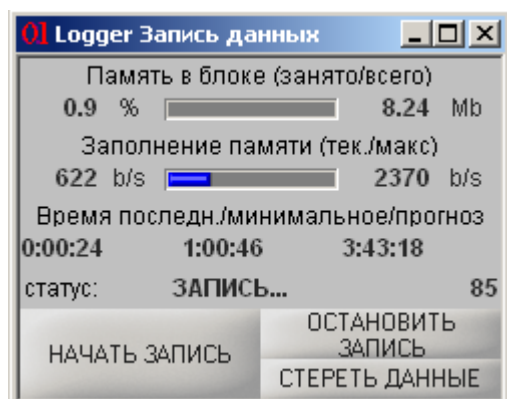 01 Logger Запись данных
Память в блоке (занято/всего)
0.9 % 8.24 Mb
Заполнение памяти (тек./макс)
622 b/s 2370 b/s
Время последн./минимальное/прогноз
0:00:24 1:00:46 3:43:18
статус: ЗАПИСЬ... 85
НАЧАТЬ ЗАПИСЬ
ОСТАНОВИТЬ
ЗАПИСЬ
СТЕРЕТЬ ДАННЫЕ